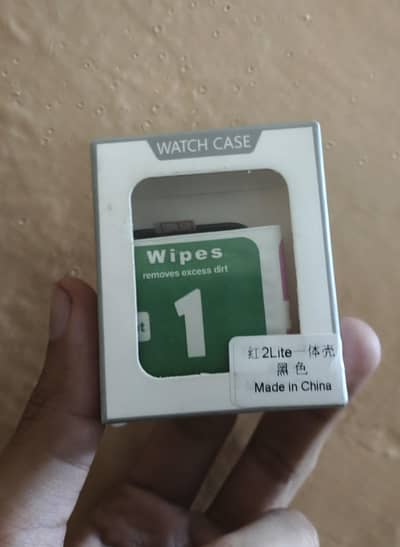 WATCH CASE
Wipes
removes excess dirt
1
红2Lite一体壳
黑色
Made in China